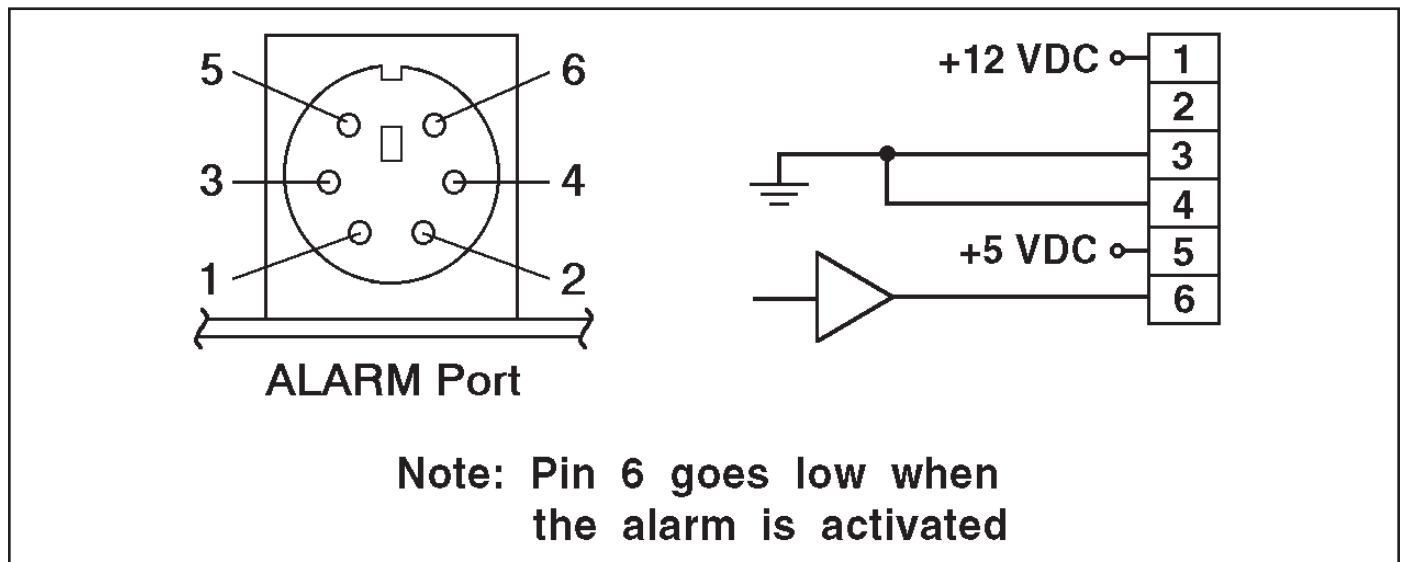 5 6
3 4
1 2
ALARM Port
+12 VDC 1
2
3
4
+5 VDC 5
6
Note: Pin 6 goes low when
the alarm is activated